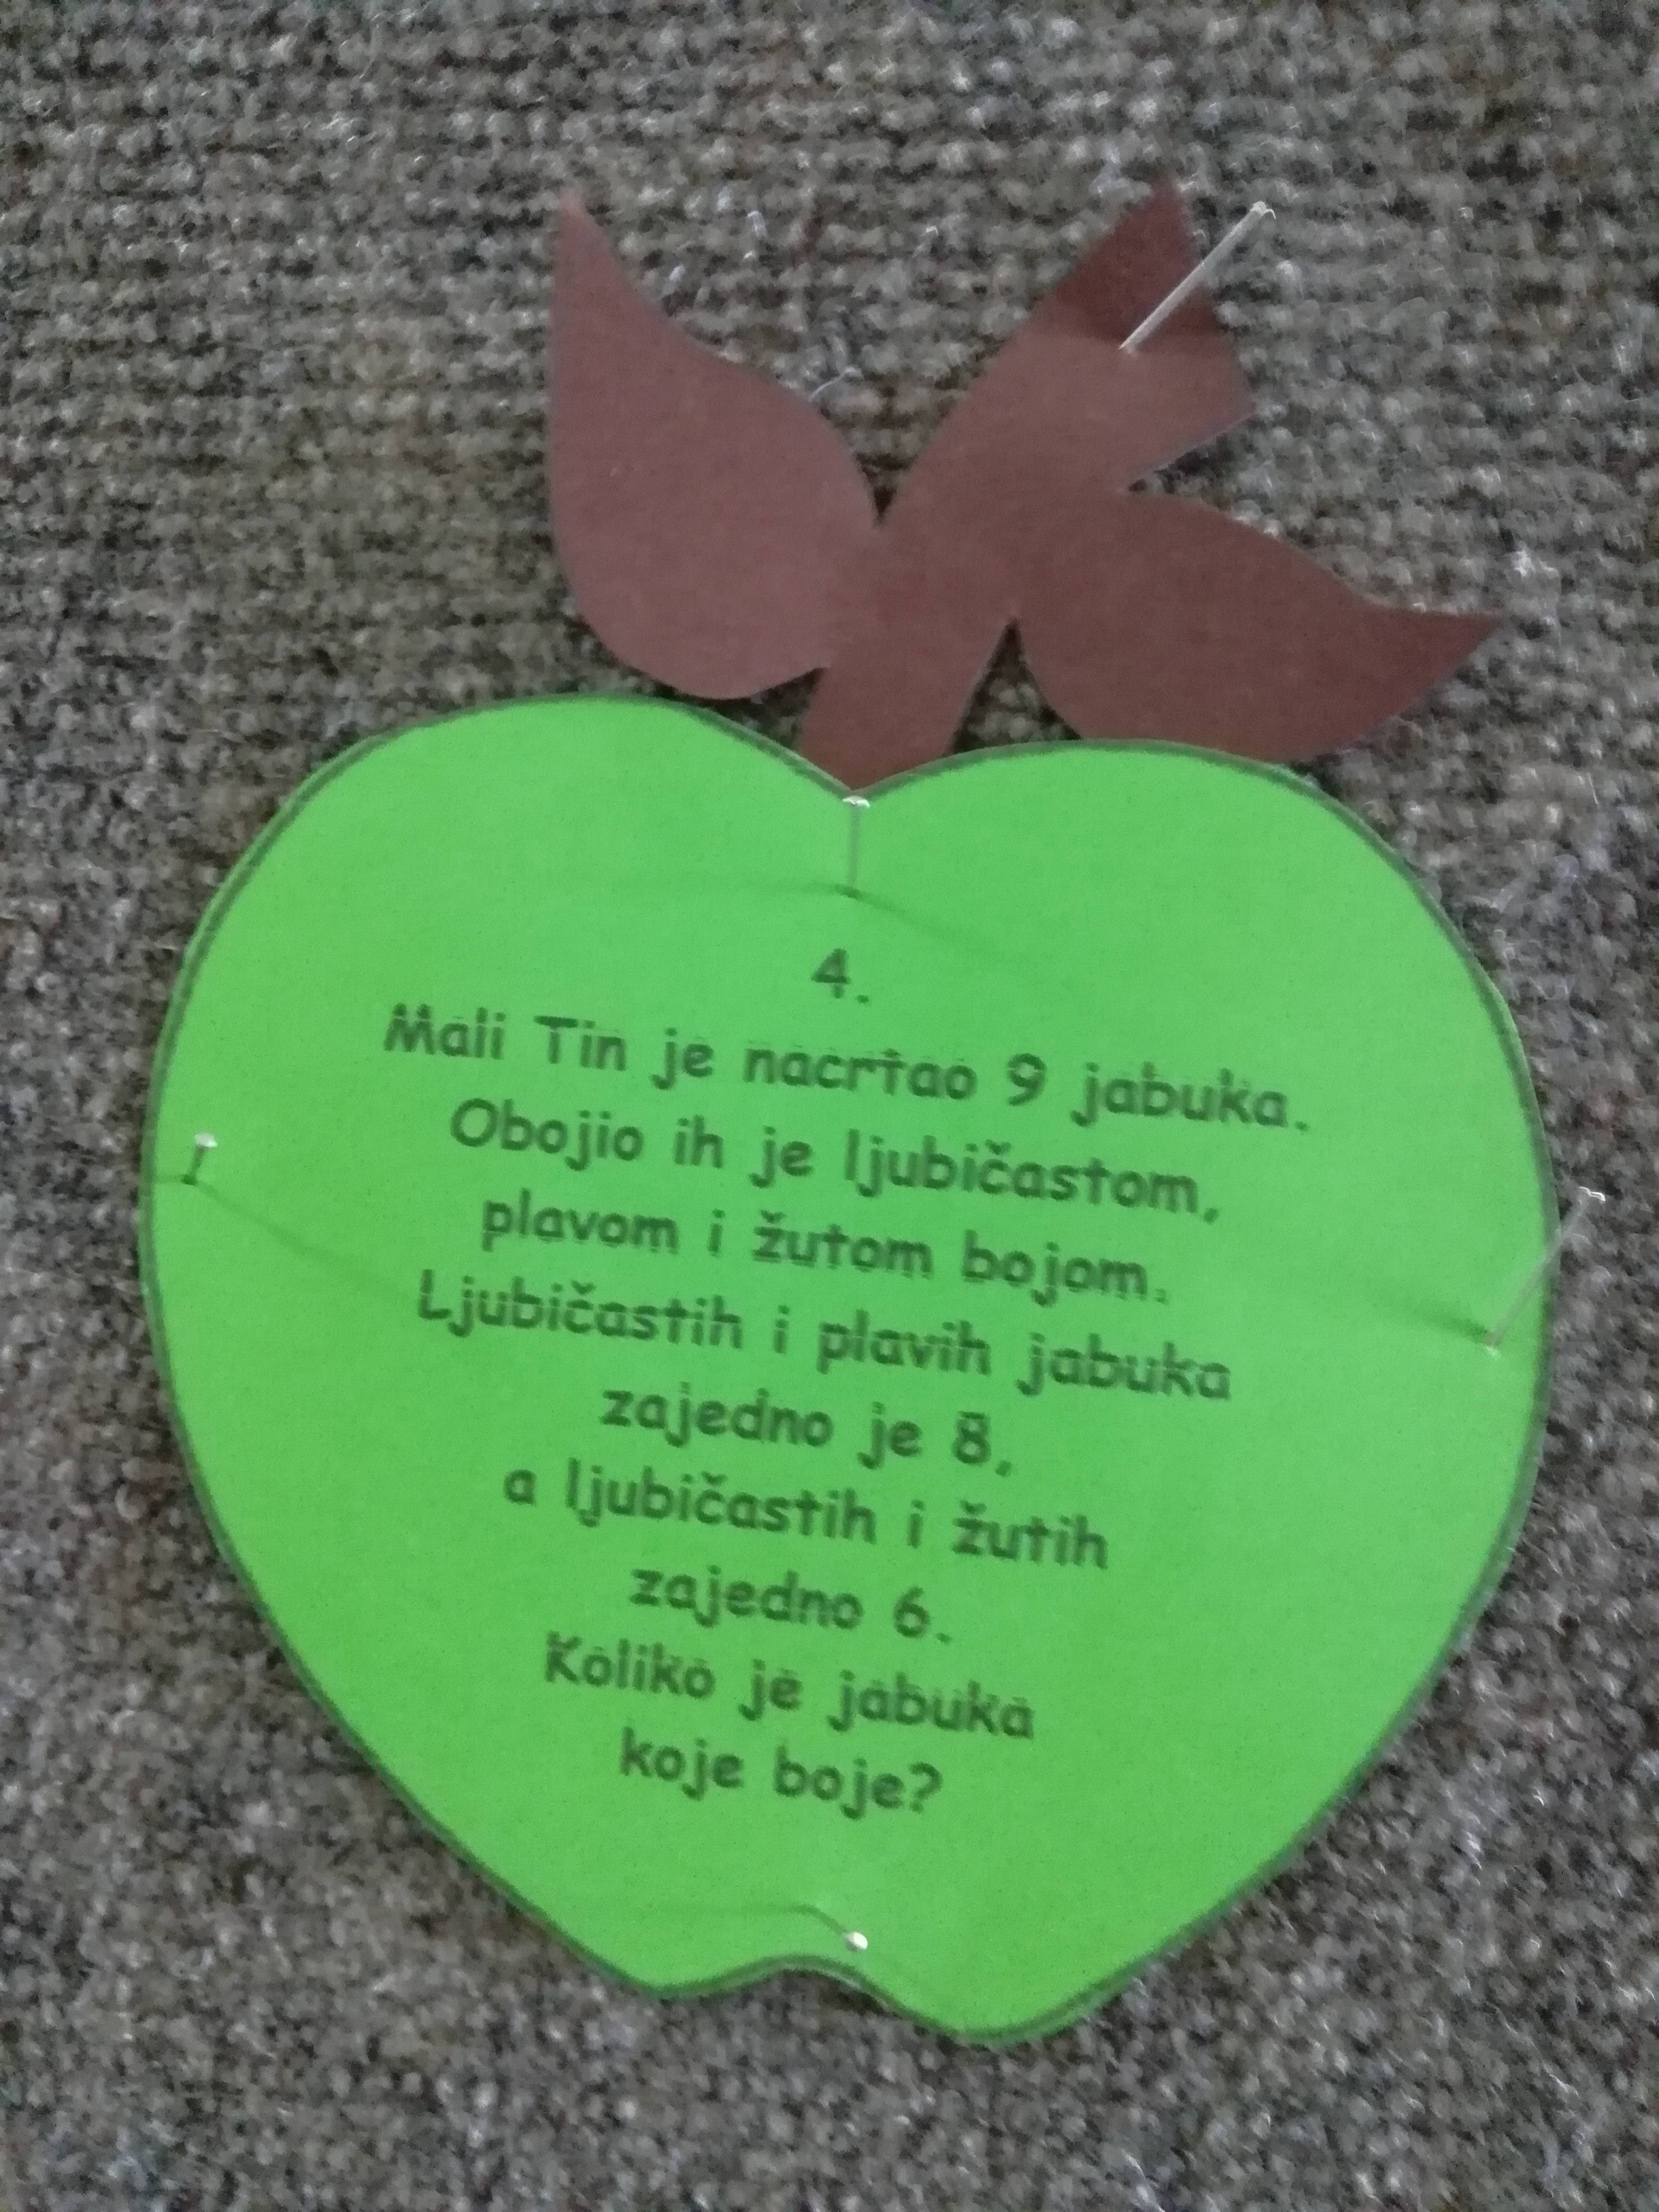 4.
Mali Tin je nacrtao 9 jabuka.
Obojio ih je ljubičastom,
plavom i žutom bojom.
Ljubičastih i plavih jabuka
zajedno je 8,
a ljubičastih i žutih
zajedno 6.
Koliko je jabuka
koje boje?